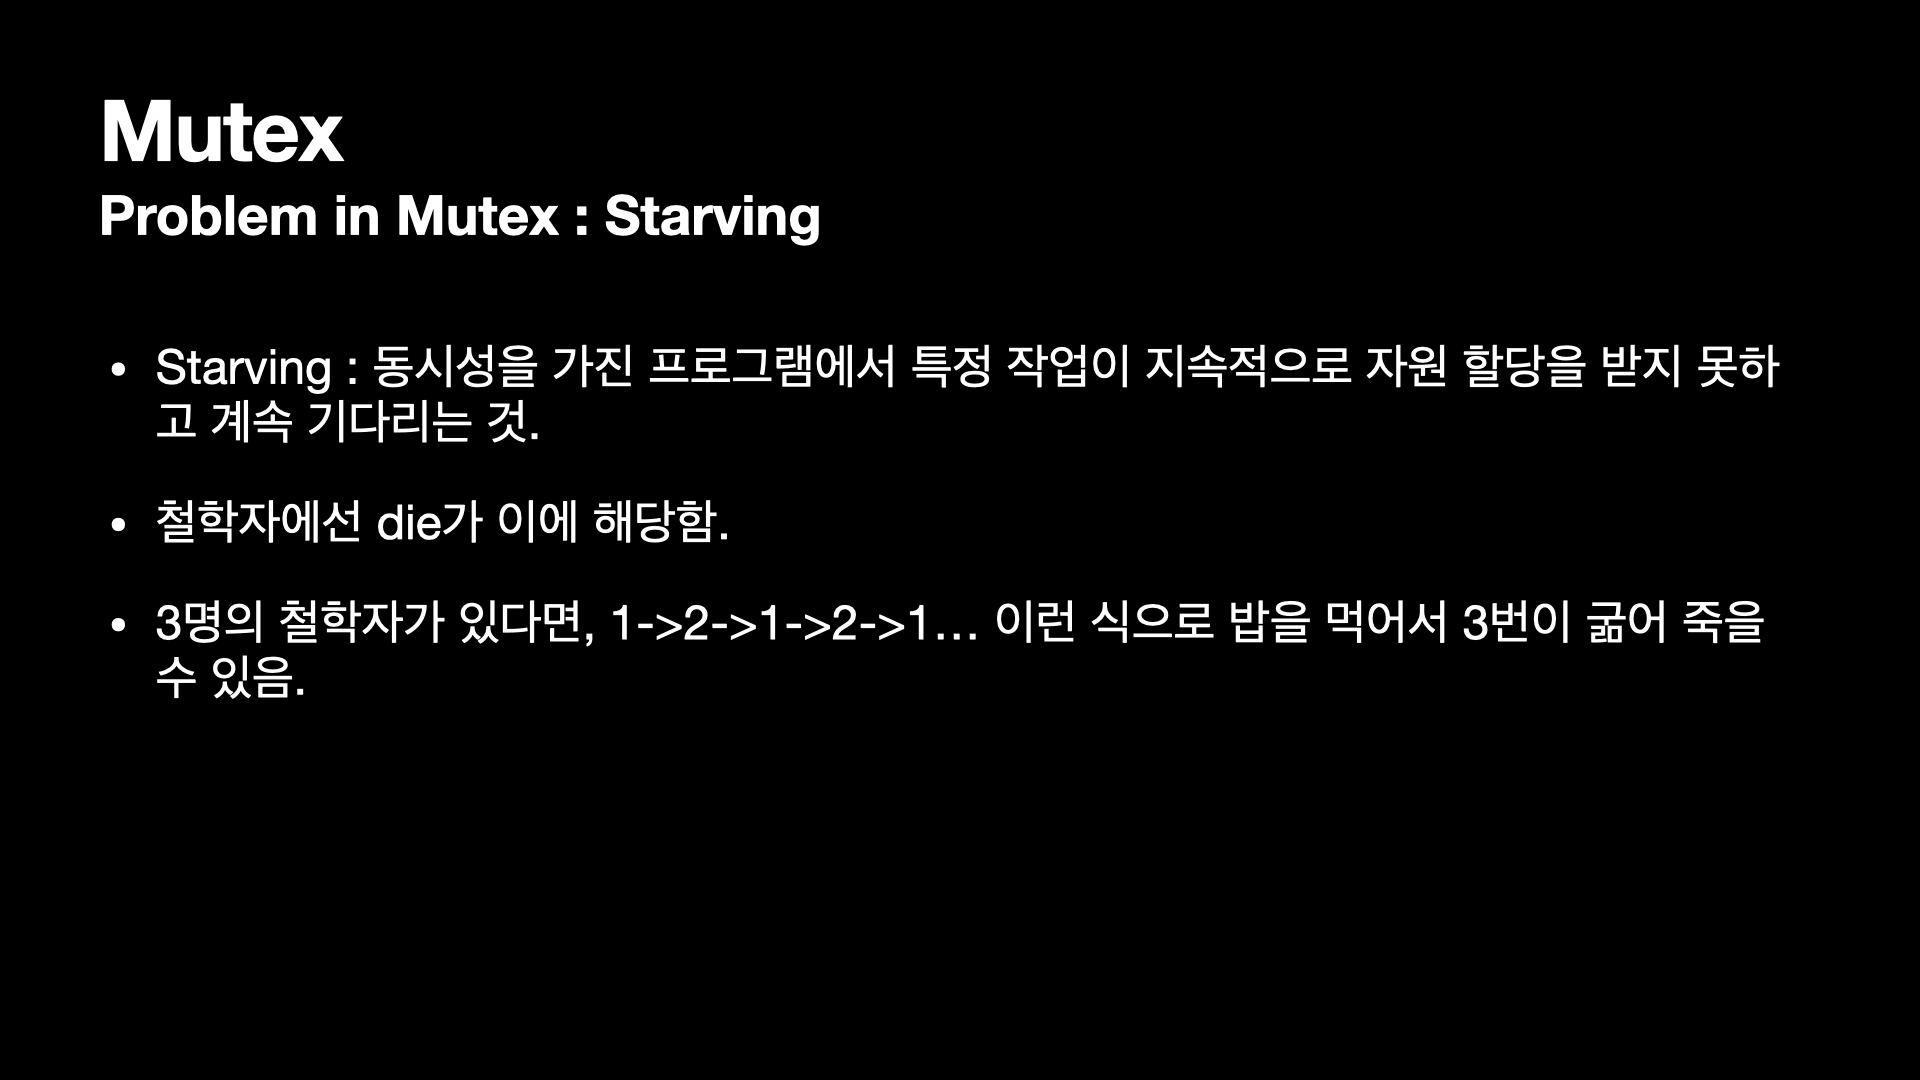 Mutex
Problem in Mutex : Starving
• Starving : 동시성을 가진 프로그램에서 특정 작업이 지속적으로 자원 할당을 받지 못하
고 계속 기다리는 것.
• 철학자에선 die가 이에 해당함.
• 3명의 철학자가 있다면, 1->2->1->2->1… 이런 식으로 밥을 먹어서 3번이 굶어 죽을
수 있음.